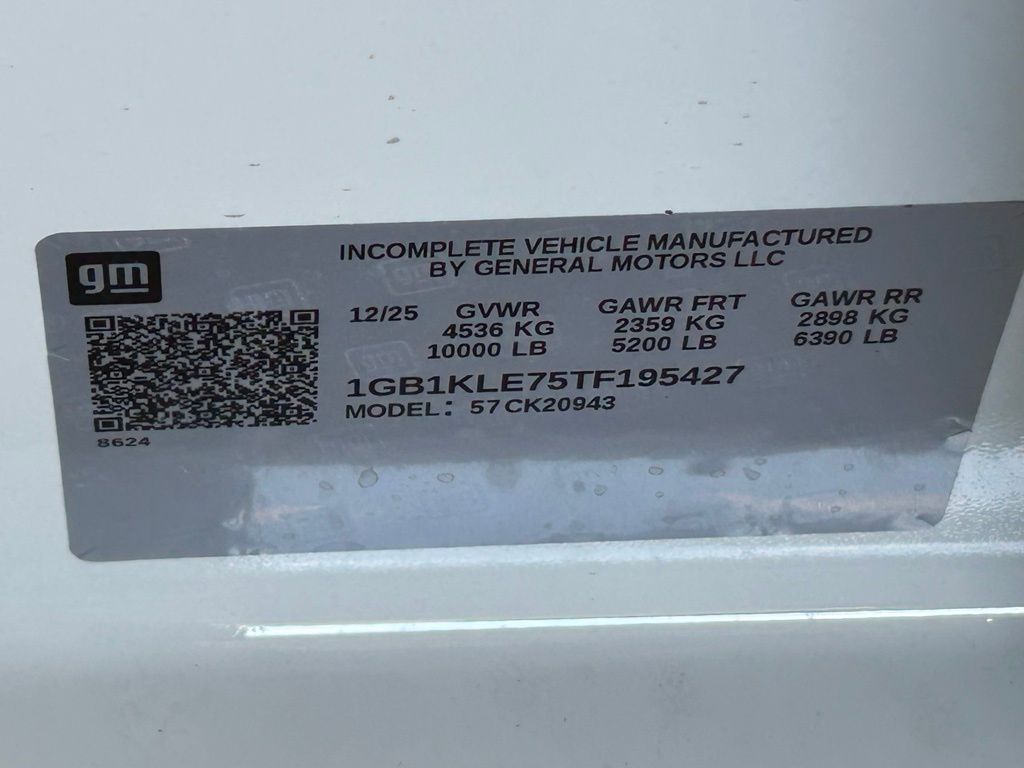 gm
INCOMPLETE VEHICLE MANUFACTURED
BY GENERAL MOTORS LLC
12/25 GVWR GAWR FRT GAWR RR
4536 KG 2359 KG 2898 KG
10000 LB 5200 LB 6390 LB
1GB1KLE75TF195427
MODEL: 57CK20943
8624